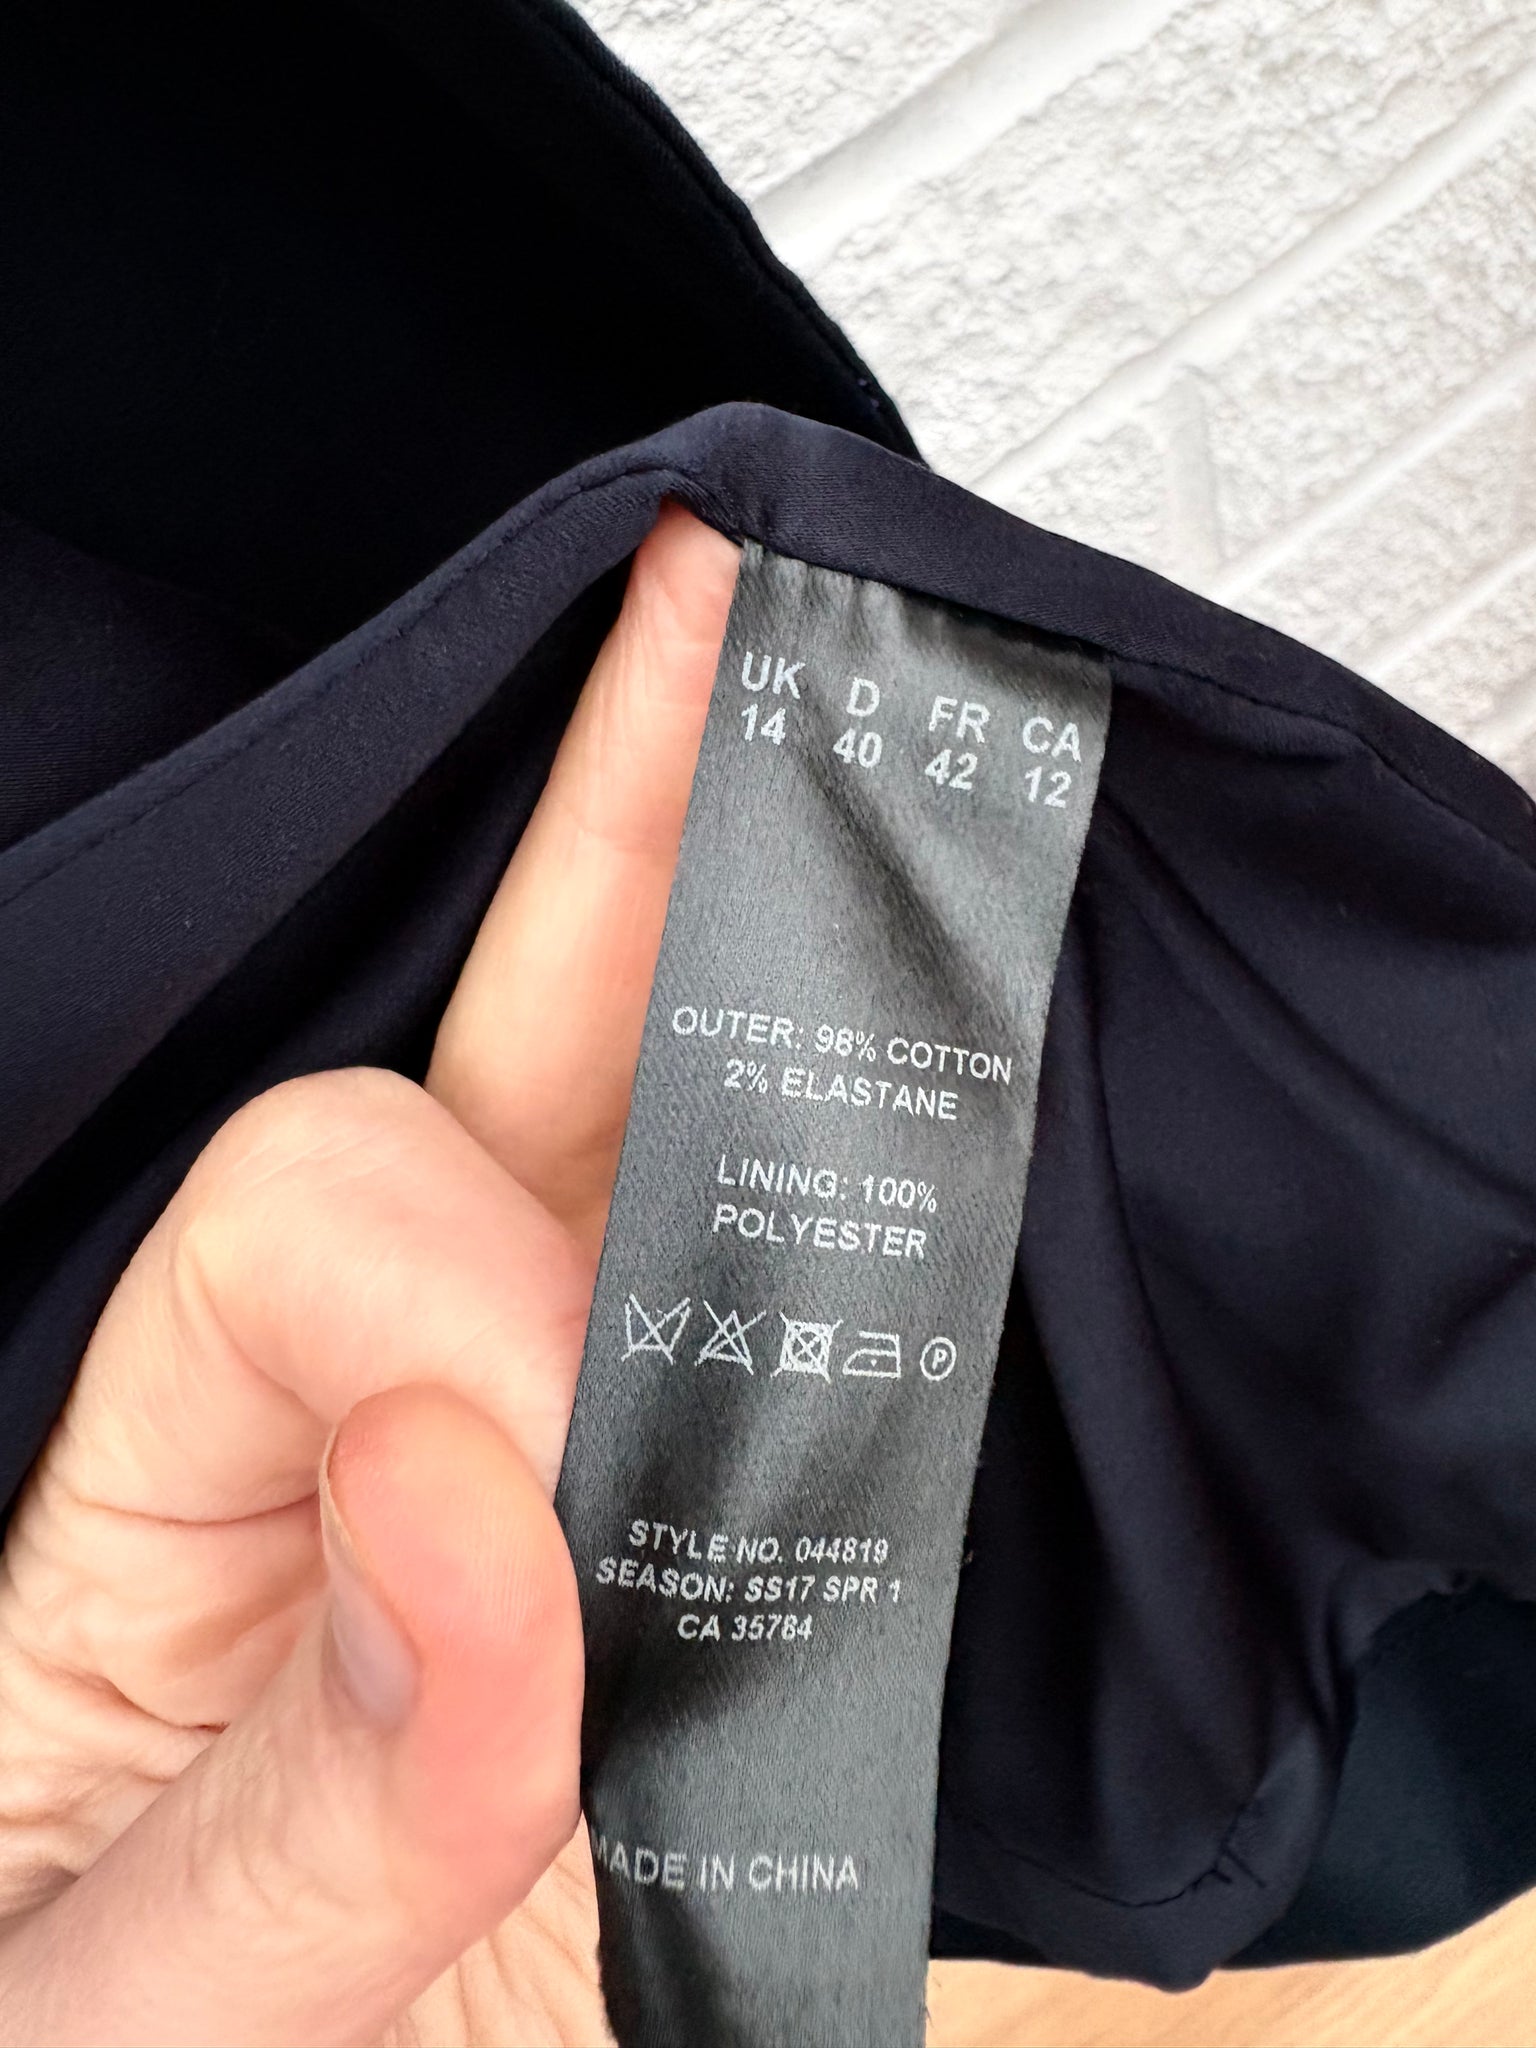 UK D FR CA
14 40 42 12
OUTER: 98% COTTON
2% ELASTANE
LINING: 100%
POLYESTER
P
STYLE NO. 044819
SEASON: SS17 SPR 1
CA 35784
MADE IN CHINA